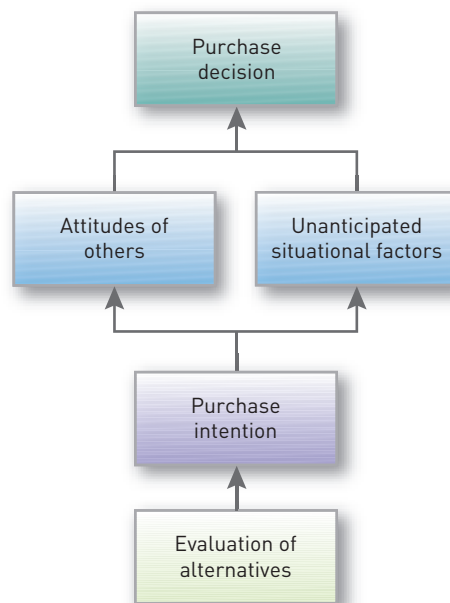 Purchase
decision
Attitudes of
others
Unanticipated
situational factors
Purchase
intention
Evaluation of
alternatives